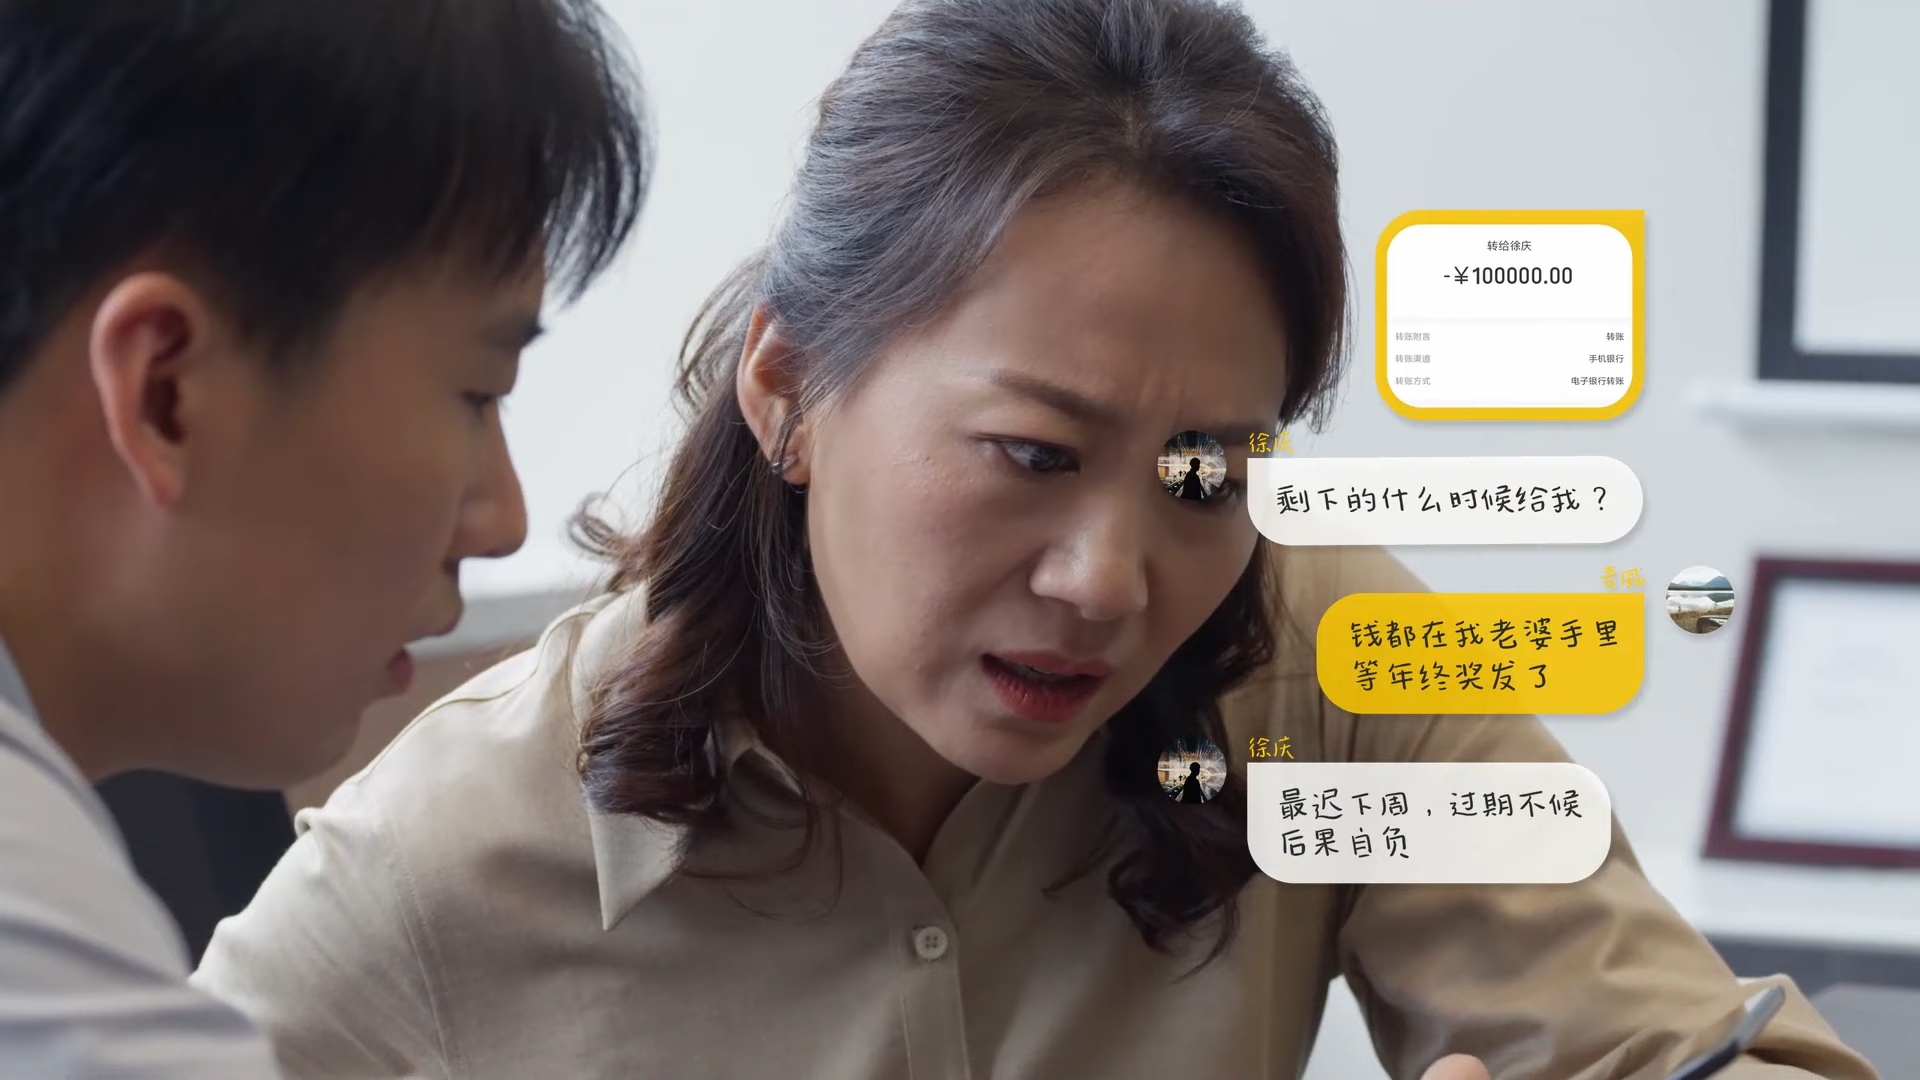 转给徐庆
-¥100000.00
转账附言 转账
转账渠道 手机银行
转账方式 电子银行转账
徐庆
剩下的什么时候给我？
麦威
钱都在我老婆手里
等年终奖发了
徐庆
最迟下周，过期不候
后果自负